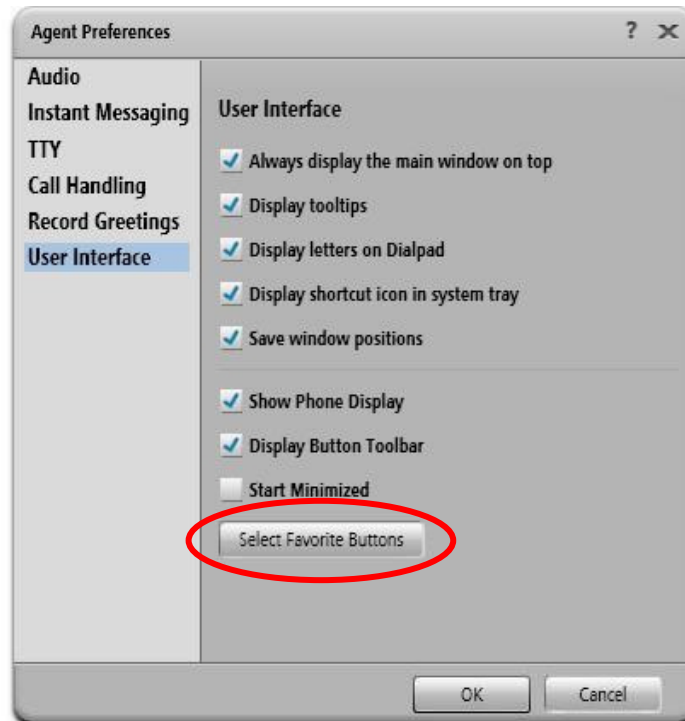 Agent Preferences ?
Audio
Instant Messaging
TTY
Call Handling
Record Greetings
User Interface
User Interface
Always display the main window on top
Display tooltips
Display letters on Dialpad
Display shortcut icon in system tray
Save window positions
Show Phone Display
Display Button Toolbar
Start Minimized
Select Favorite Buttons
OK Cancel